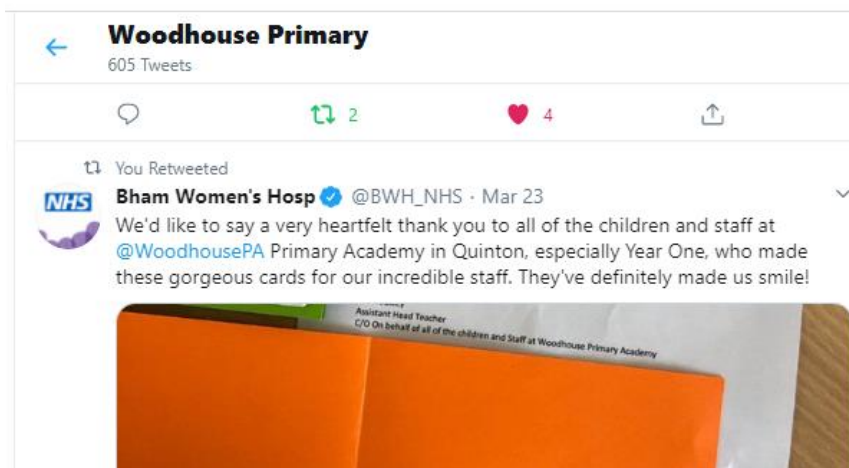 Woodhouse Primary
605 Tweets
2
4
You Retweeted
NHS
Bham Women's Hosp @BWH_NHS · Mar 23
We'd like to say a very heartfelt thank you to all of the children and staff at
@WoodhousePA Primary Academy in Quinton, especially Year One, who made
these gorgeous cards for our incredible staff. They've definitely made us smile!
Assistant Head Teacher
C/O On behalf of all of the children and Staff at Woodhouse Primary Academy